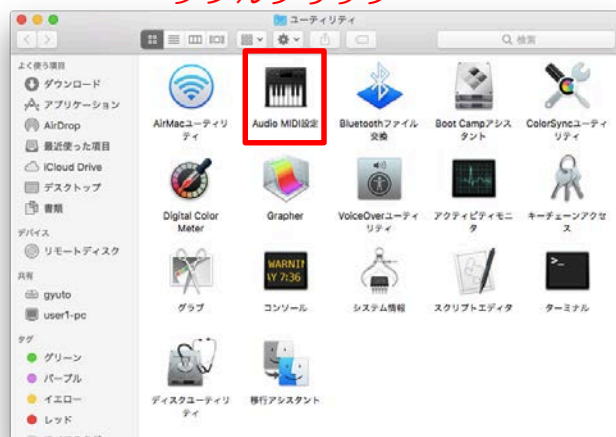 ダブルクリック
ユーティリティ
検索
よく使う項目
ダウンロード
アプリケーション
AirDrop
最近使った項目
iCloud Drive
デスクトップ
書類
デバイス
リモートディスク
共有
gyuto
user1-pc
タグ
グリーン
パープル
イエロー
レッド
AirMacユーティリ
ティ
Audio MIDI設定
Bluetoothファイル
交換
Boot Campアシス
タント
ColorSyncユーティ
リティ
Digital Color
Meter
Grapher
VoiceOverユーティ
リティ
アクティビティモニ
タ
キーチェーンアクセ
ス
グラブ
WARNIN
AY 7:36
コンソール
システム情報
スクリプトエディタ
ターミナル
ディスクユーティリ
ティ
移行アシスタント